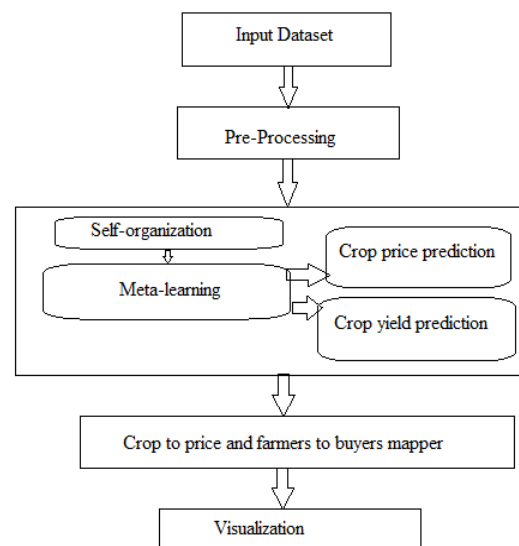 Input Dataset
Pre-Processing
Self-organization
Meta-learning
Crop price prediction
Crop yield prediction
Crop to price and farmers to buyers mapper
Visualization